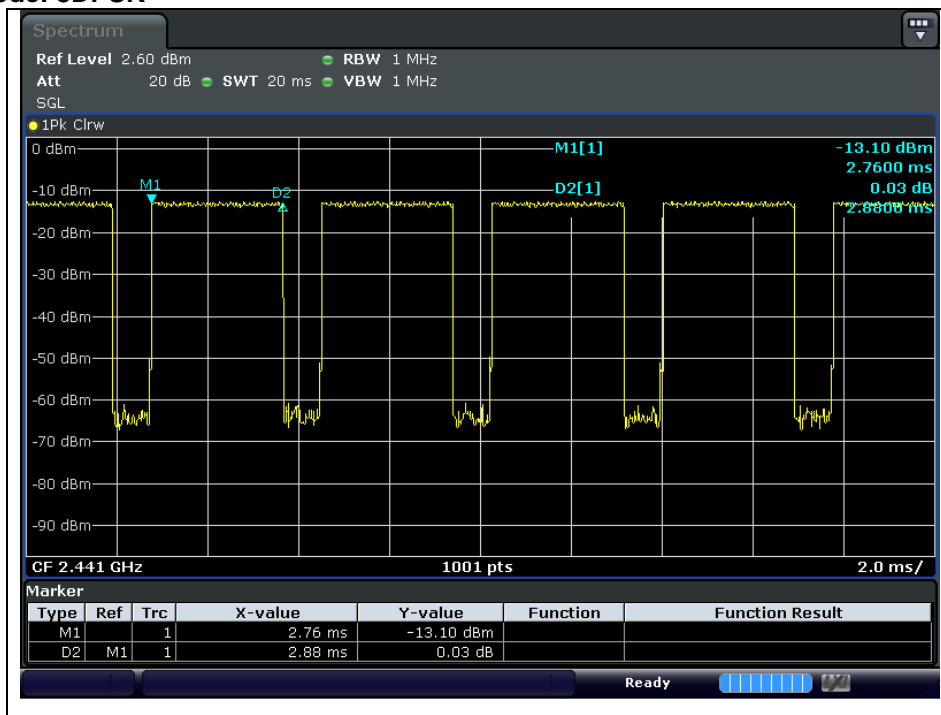 Spectrum
Ref Level 2.60 dBm RBW 1 MHz
Att 20 dB SWT 20 ms VBW 1 MHz
SGL
1Pk Clrw
0 dBm M1[1] -13.10 dBm
2.7600 ms
-10 dBm M1 D2 D2[1] 0.03 dB
2.8800 ms
-20 dBm
-30 dBm
-40 dBm
-50 dBm
-60 dBm
-70 dBm
-80 dBm
-90 dBm
CF 2.441 GHz 1001 pts 2.0 ms/
Marker
Type Ref Trc X-value Y-value Function Function Result
M1 1 2.76 ms -13.10 dBm
D2 M1 1 2.88 ms 0.03 dB
Ready